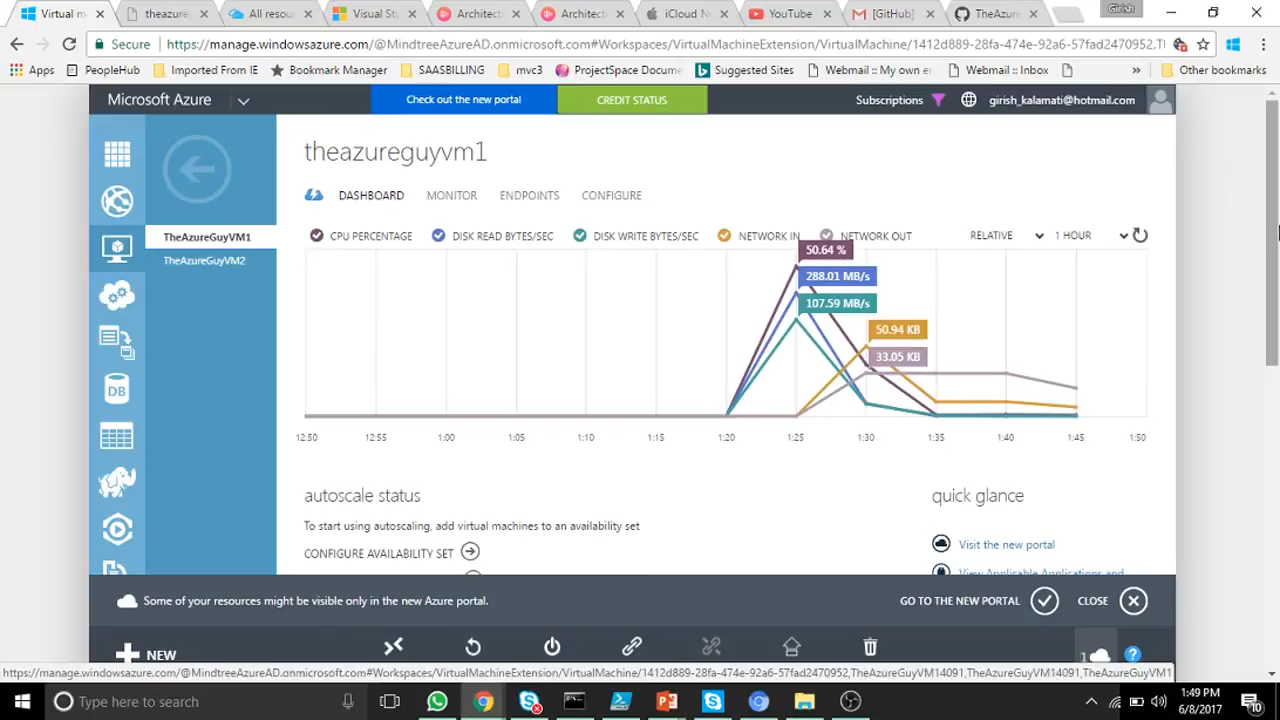 Virtual m
theazure
All resou
Visual St
Architect
Architect
iCloud N
YouTube
[GitHub]
TheAzur
Girish
Secure
https://manage.windowsazure.com/@MindtreeAzureAD.onmicrosoft.com#Workspaces/VirtualMachineExtension/VirtualMachine/1412d889-28fa-474e-92a6-57fad2470952,Tl
Apps
PeopleHub
Imported From IE
Bookmark Manager
SAASBILLING
mvc3
ProjectSpace Docume
Suggested Sites
Webmail :: My own e
Webmail :: Inbox
»
Other bookmarks
Microsoft Azure
Check out the new portal
CREDIT STATUS
Subscriptions
girish_kalamati@hotmail.com
theazureguyvm1
DASHBOARD
MONITOR
ENDPOINTS
CONFIGURE
TheAzureGuyVM1
TheAzureGuyVM2
DB
CPU PERCENTAGE
DISK READ BYTES/SEC
DISK WRITE BYTES/SEC
NETWORK IN
NETWORK OUT
RELATIVE
1 HOUR
50.64 %
288.01 MB/s
107.59 MB/s
50.94 KB
33.05 KB
12:50
12:55
1:00
1:05
1:10
1:15
1:20
1:25
1:30
1:35
1:40
1:45
1:50
autoscale status
To start using autoscaling, add virtual machines to an availability set
CONFIGURE AVAILABILITY SET
quick glance
Visit the new portal
View Applicable Applications and
Some of your resources might be visible only in the new Azure portal.
GO TO THE NEW PORTAL
CLOSE
NEW
1
?
https://manage.windowsazure.com/@MindtreeAzureAD.onmicrosoft.com#Workspaces/VirtualMachineExtension/VirtualMachine/1412d889-28fa-474e-92a6-57fad2470952,TheAzureGuyVM14091,TheAzureGuyVM14091,TheAzureGuyVM1
Type here to search
1:49 PM
6/8/2017
10